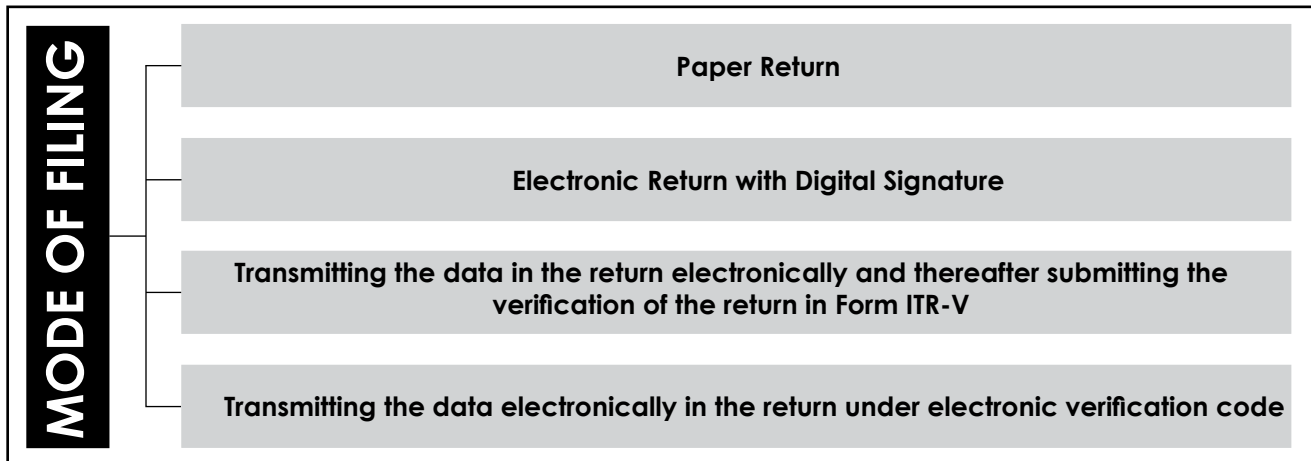 MODE OF FILING
Paper Return
Electronic Return with Digital Signature
Transmitting the data in the return electronically and thereafter submitting the
verification of the return in Form ITR-V
Transmitting the data electronically in the return under electronic verification code